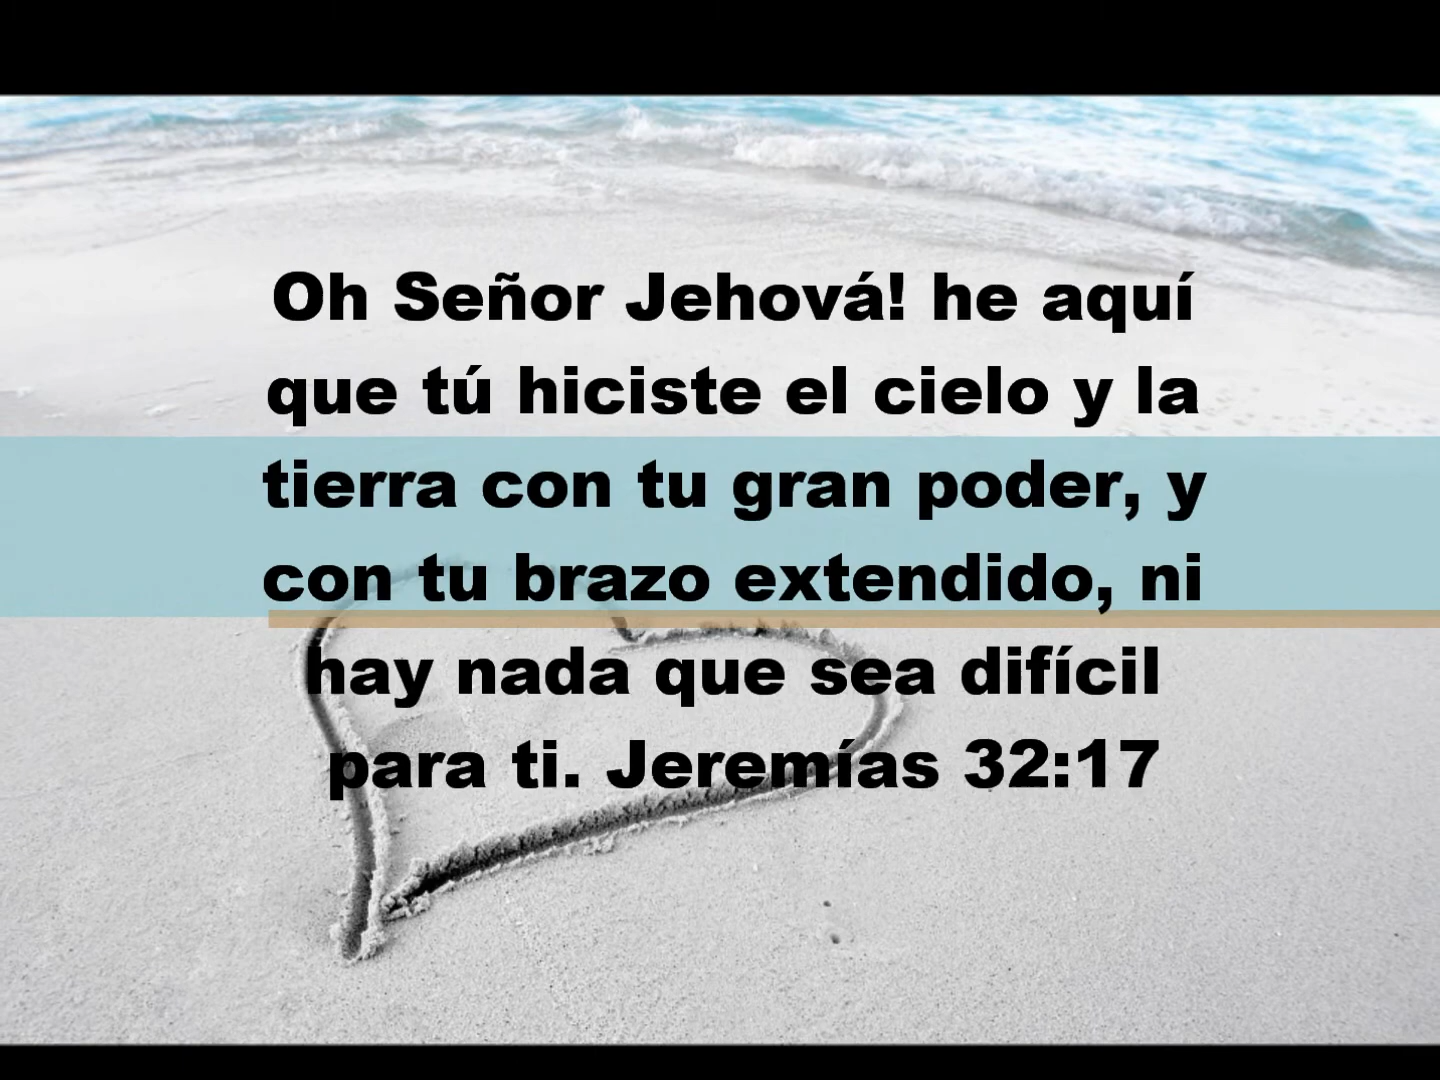 Oh Señor Jehová! he aquí
que tú hiciste el cielo y la
tierra con tu gran poder, y
con tu brazo extendido, ni
hay nada que sea difícil
para ti. Jeremías 32:17